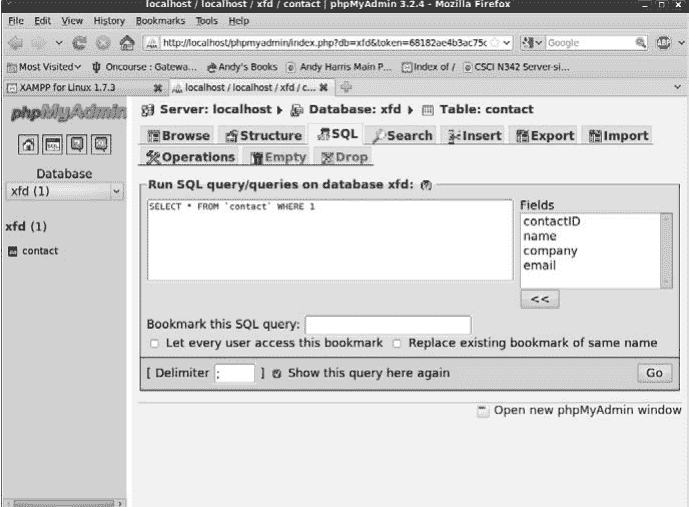 localhost / localhost / xfd / contact | phpMyAdmin 3.2.4 - Mozilla Firefox
File Edit View History Bookmarks Tools Help
http://localhost/phpmyadmin/index.php?db=xfd&token=68182ae4b3ac75c
Google
ABP
Most Visited Oncourse : Gatewa... Andy's Books Andy Harris Main P... Index of / CSCI N342 Server-si...
XAMPP for Linux 1.7.3
localhost / localhost / xfd / c...
phpMyAdmin
Server: localhost Database: xfd Table: contact
Browse Structure SQL Search Insert Export Import
Operations Empty Drop
Database
xfd (1)
xfd (1)
contact
Run SQL query/queries on database xfd:
SELECT * FROM `contact` WHERE 1
Fields
contactID
name
company
email
<<
Bookmark this SQL query:
Let every user access this bookmark Replace existing bookmark of same name
[ Delimiter ; ] Show this query here again
Go
Open new phpMyAdmin window